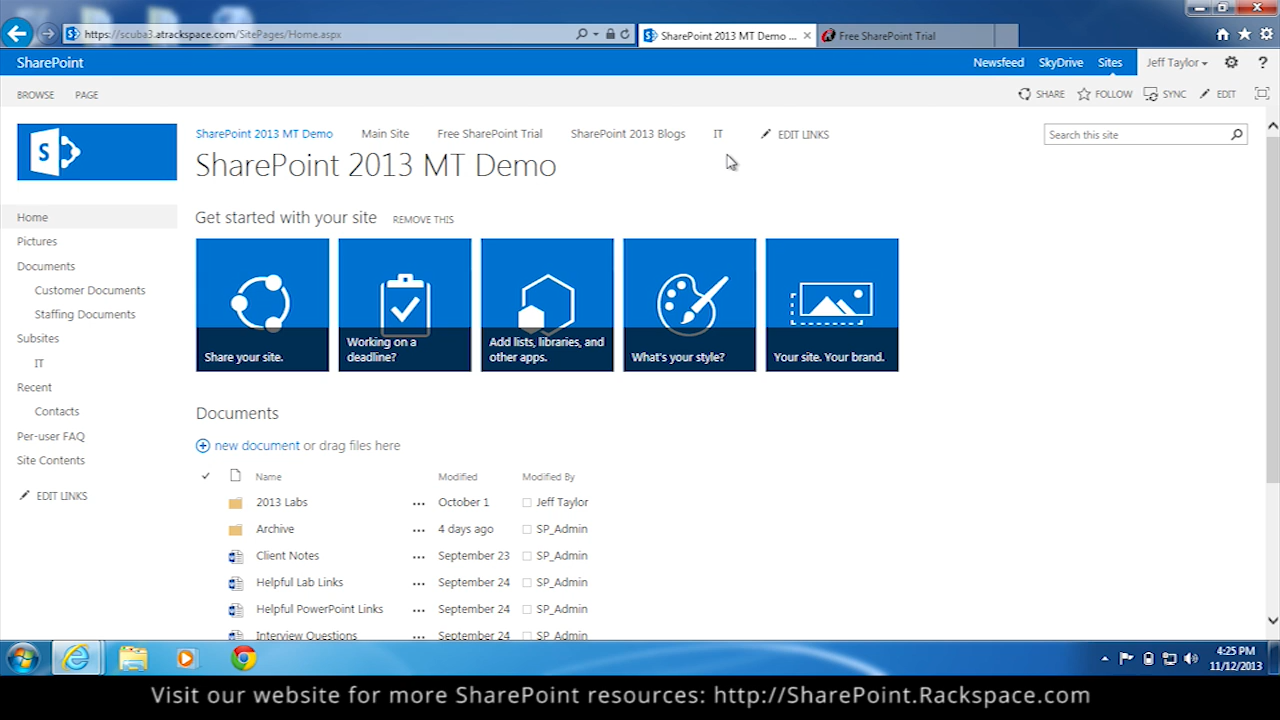 https://scuba3.atrackspace.com/SitePages/Home.aspx
SharePoint 2013 MT Demo ...
Free SharePoint Trial
SharePoint
Newsfeed
SkyDrive
Sites
Jeff Taylor
?
BROWSE
PAGE
SHARE
FOLLOW
SYNC
EDIT
S
SharePoint 2013 MT Demo
Main Site
Free SharePoint Trial
SharePoint 2013 Blogs
IT
EDIT LINKS
Search this site
SharePoint 2013 MT Demo
Home
Pictures
Documents
Customer Documents
Staffing Documents
Subsites
IT
Recent
Contacts
Per-user FAQ
Site Contents
EDIT LINKS
Get started with your site
REMOVE THIS
Share your site.
Working on a
deadline?
Add lists, libraries, and
other apps.
What's your style?
Your site. Your brand.
Documents
new document or drag files here
Name Modified Modified By
2013 Labs ... October 1 Jeff Taylor
Archive ... 4 days ago SP_Admin
Client Notes ... September 23 SP_Admin
Helpful Lab Links ... September 24 SP_Admin
Helpful PowerPoint Links ... September 24 SP_Admin
Interview Questions ... September 24 SP_Admin
4:25 PM
11/12/2013
Visit our website for more SharePoint resources: http://SharePoint.Rackspace.com